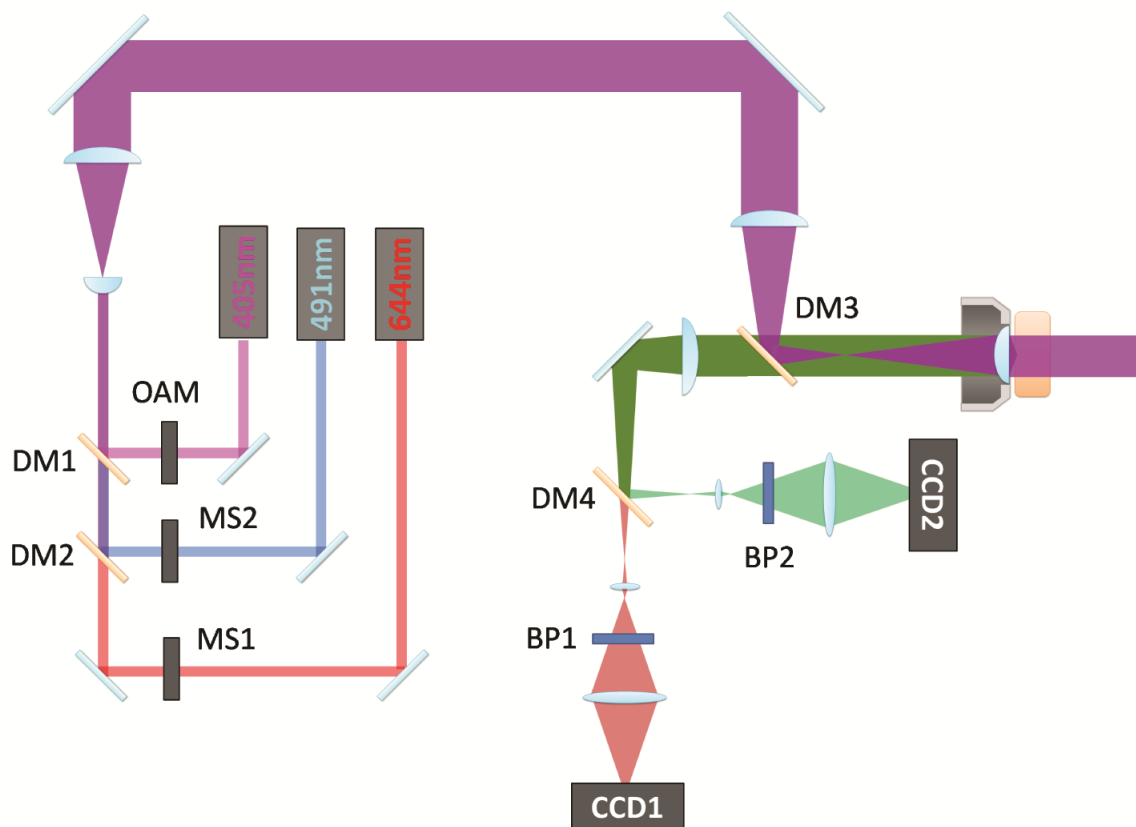 405nm
491nm
644nm
DM3
OAM
DM1
MS2
DM4
CCD2
DM2
BP2
MS1
BP1
CCD1